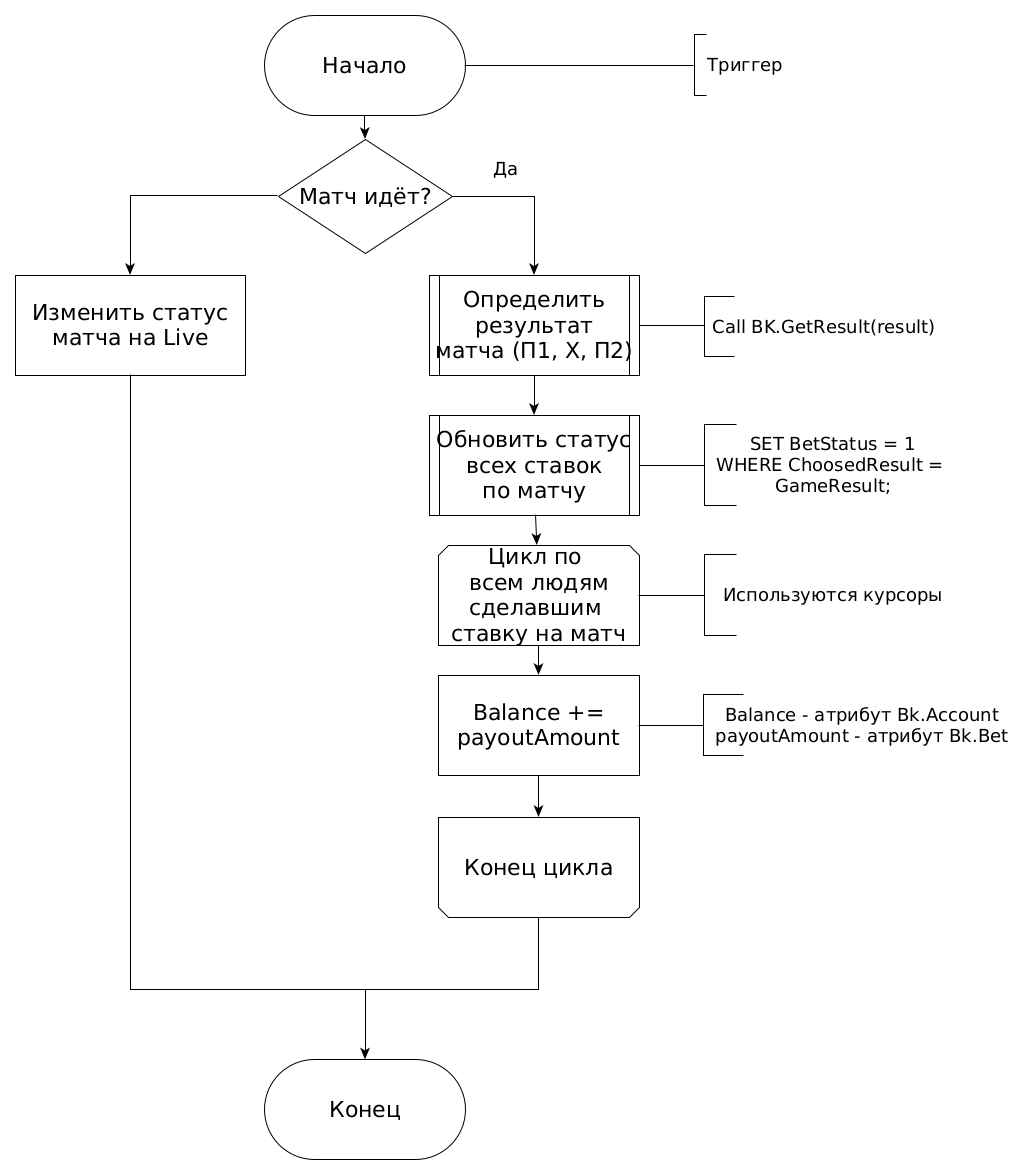 Начало
Триггер
Матч идёт?
Да
Изменить статус
матча на Live
Определить
результат
матча (П1, Х, П2)
Call BK.GetResult(result)
Обновить статус
всех ставок
по матчу
SET BetStatus = 1
WHERE ChoosedResult =
GameResult;
Цикл по
всем людям
сделавшим
ставку на матч
Используются курсоры
Balance +=
payoutAmount
Balance - атрибут Bk.Account
payoutAmount - атрибут Bk.Bet
Конец цикла
Конец